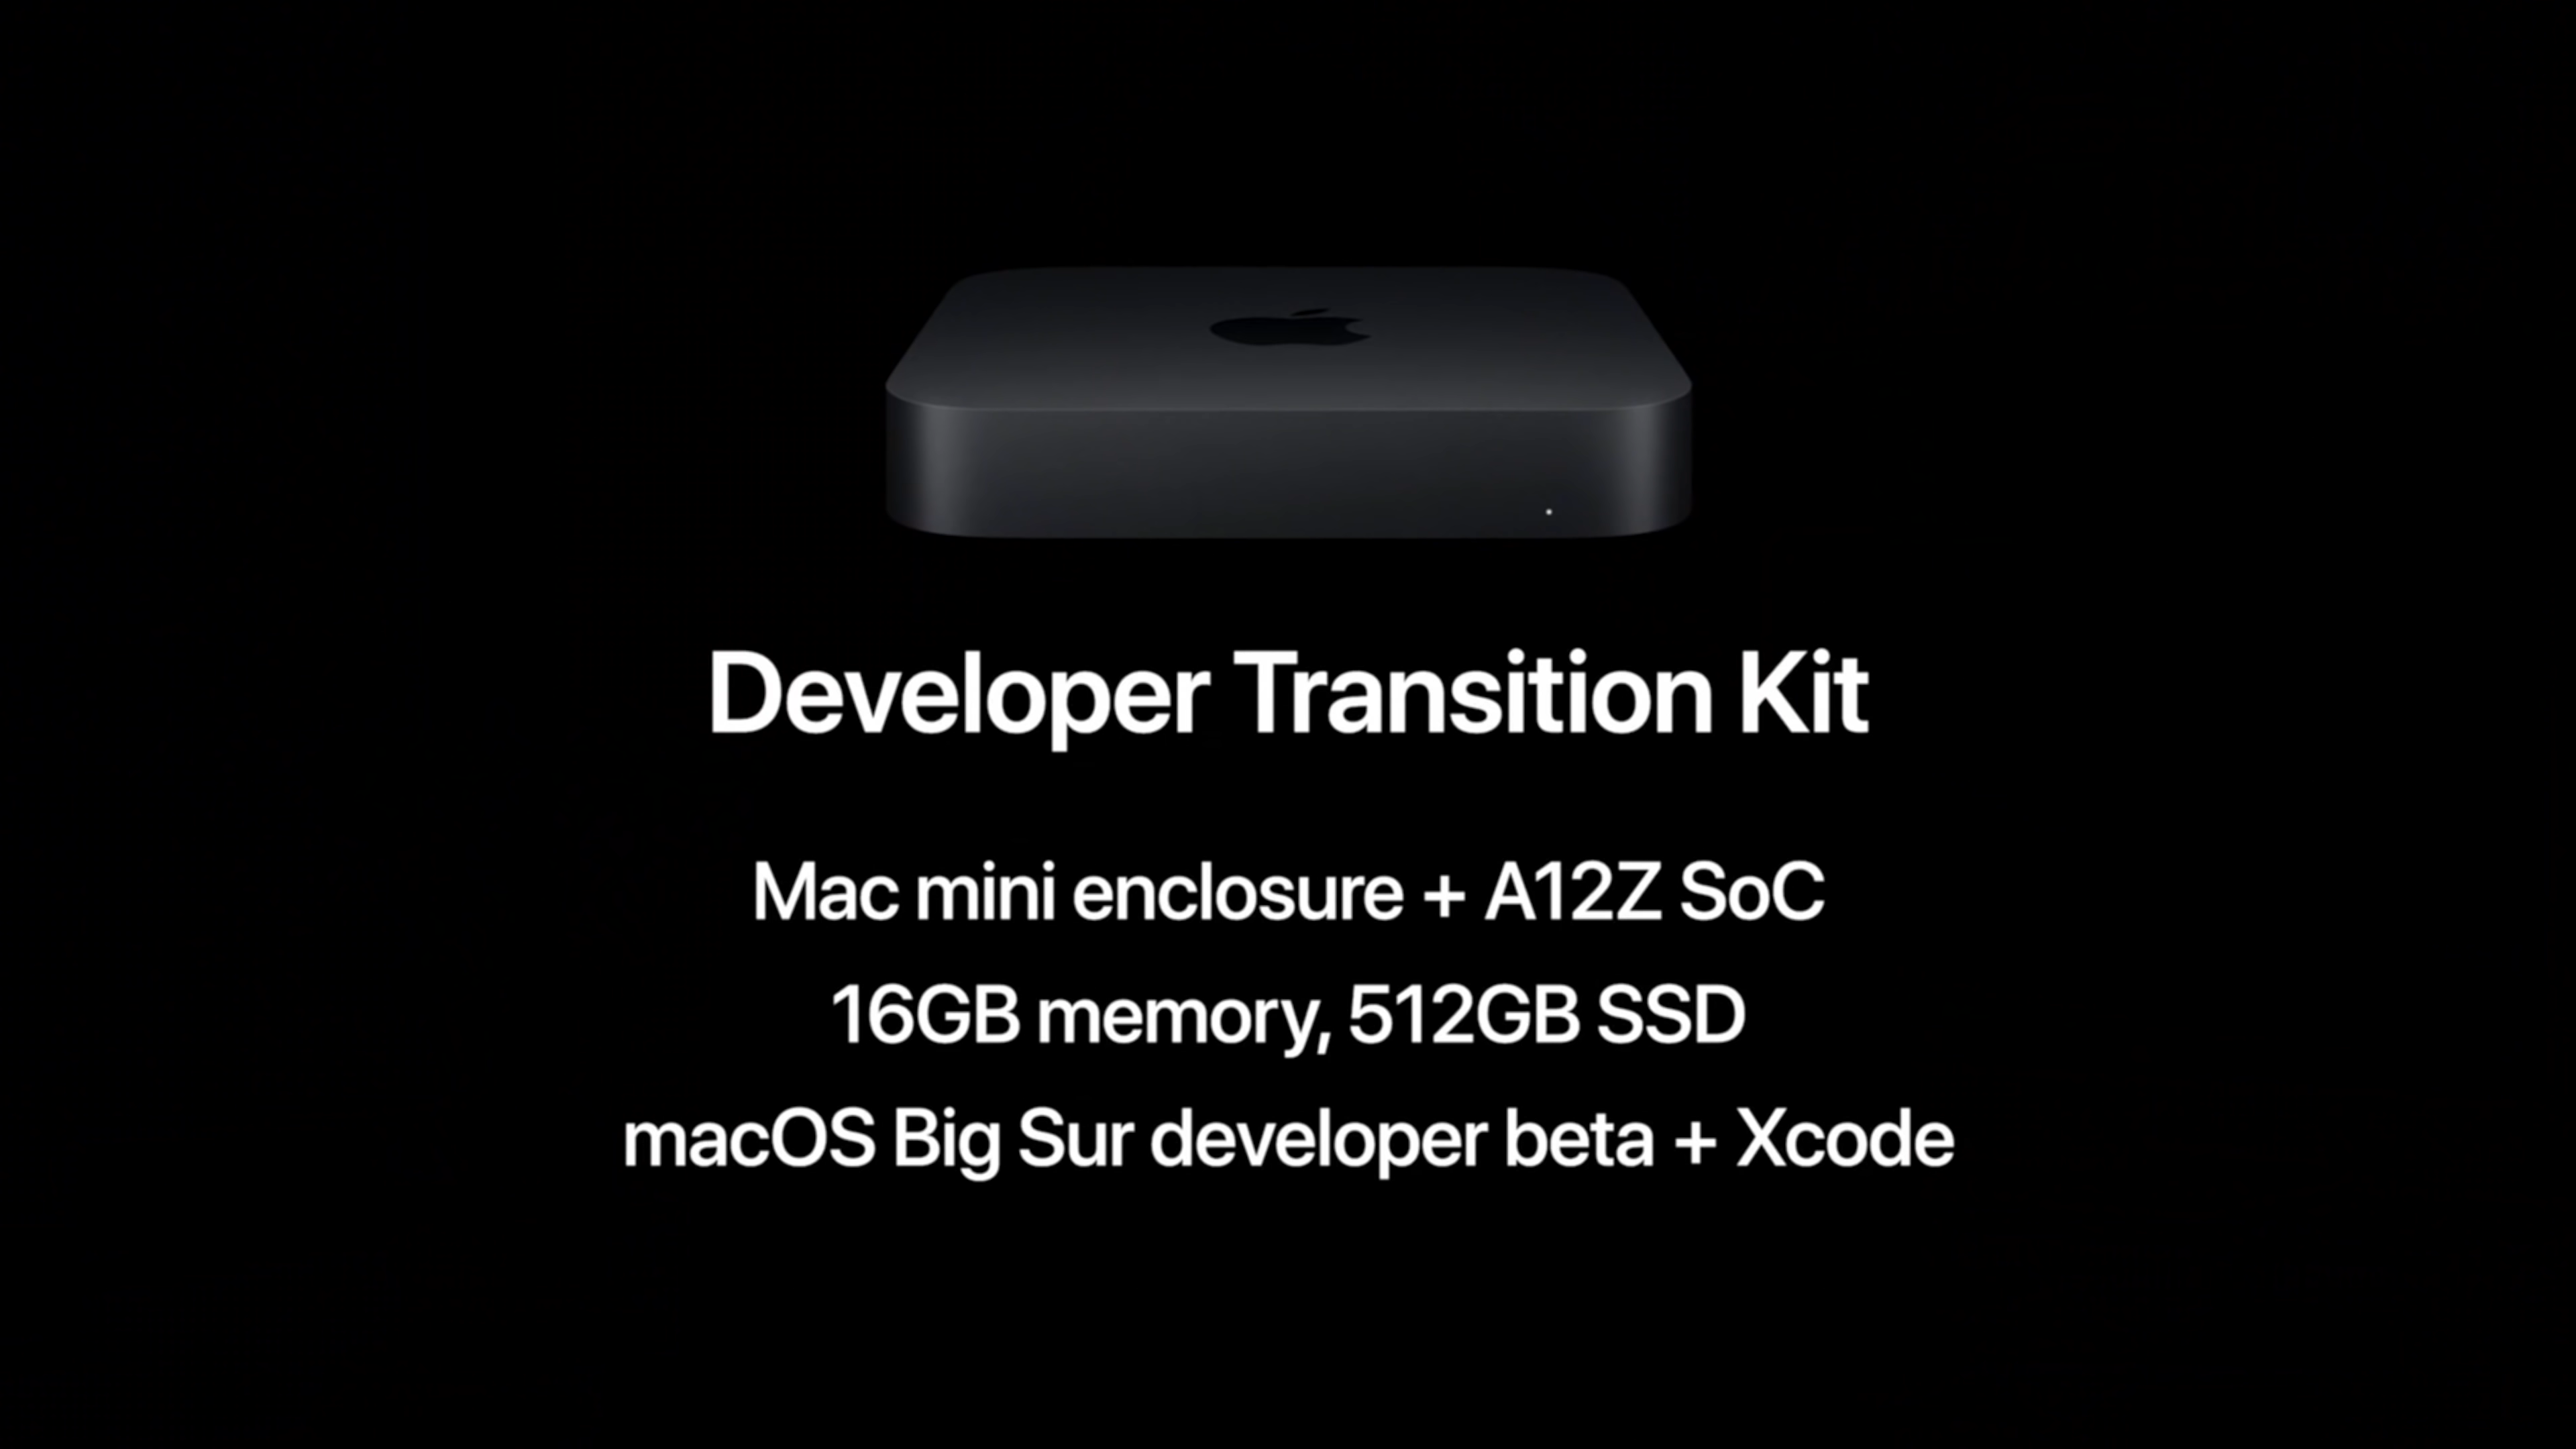 Developer Transition Kit
Mac mini enclosure + A12Z SoC
16GB memory, 512GB SSD
macOS Big Sur developer beta + Xcode